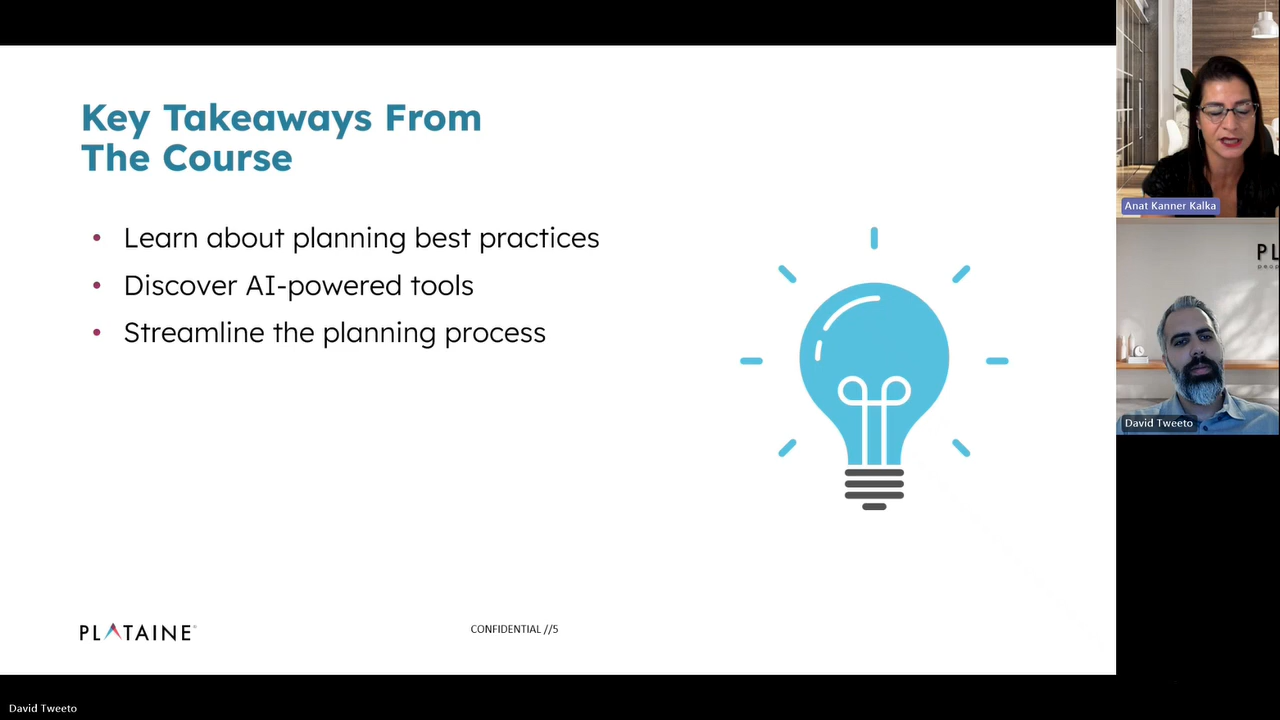 Key Takeaways From
The Course
• Learn about planning best practices
• Discover AI-powered tools
• Streamline the planning process
PLATAINE
CONFIDENTIAL //5
Anat Kanner Kalka
PL
David Tweeto
David Tweeto